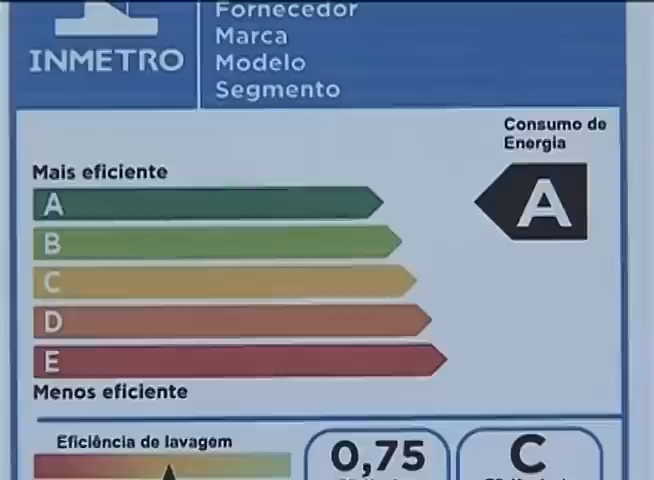 Fornecedor
Marca
Modelo
Segmento
INMETRO
Consumo de
Energia
Mais eficiente
A
A
B
C
D
E
Menos eficiente
Eficiência de lavagem
0,75
C